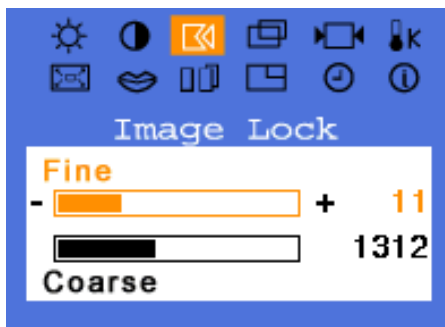 K
Image Lock
Fine
- + 11
1312
Coarse